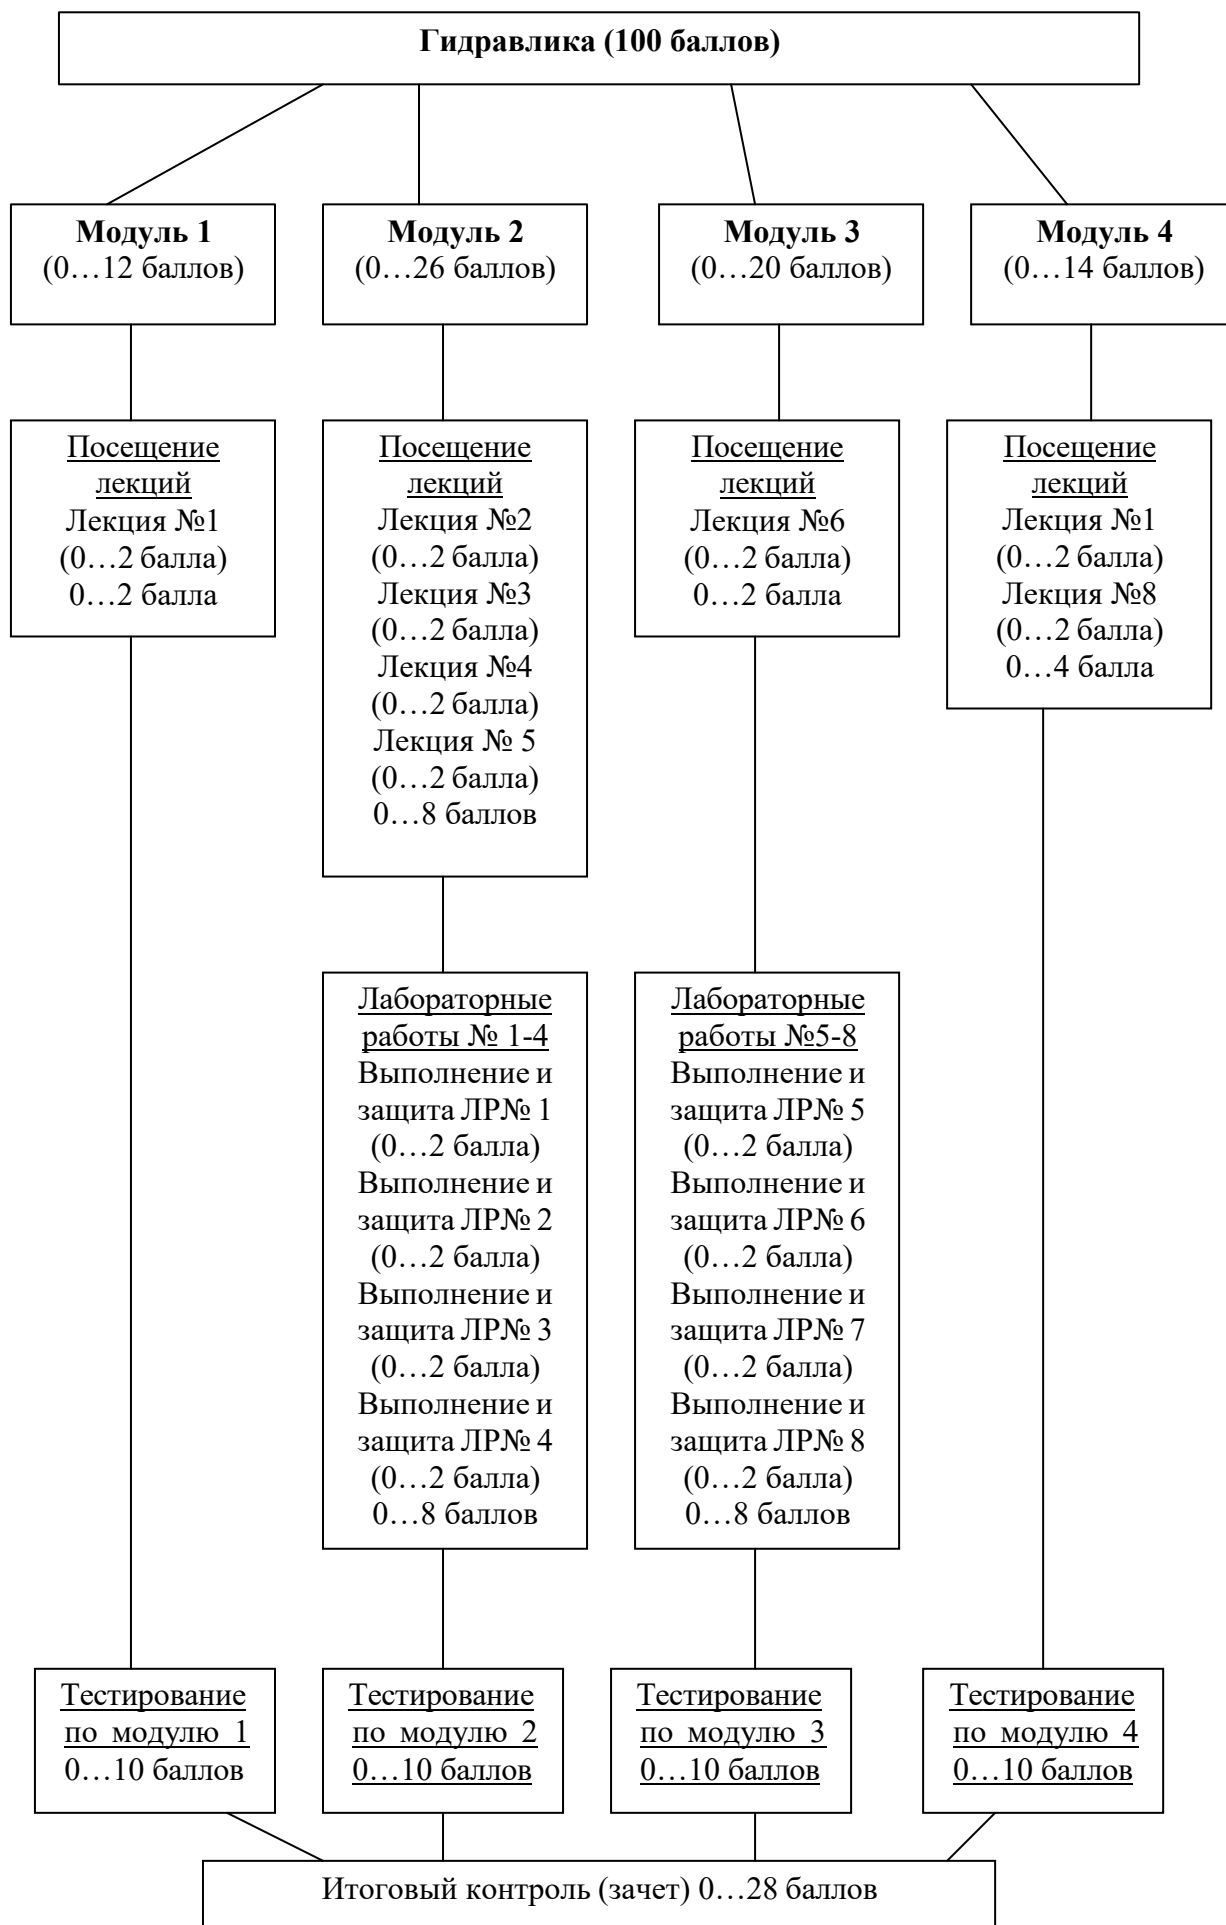 Гидравлика (100 баллов)
Модуль 1
(0…12 баллов)
Модуль 2
(0…26 баллов)
Модуль 3
(0…20 баллов)
Модуль 4
(0…14 баллов)
Посещение
лекций
Лекция №1
(0…2 балла)
0…2 балла
Посещение
лекций
Лекция №2
(0…2 балла)
Лекция №3
(0…2 балла)
Лекция №4
(0…2 балла)
Лекция № 5
(0…2 балла)
0…8 баллов
Посещение
лекций
Лекция №6
(0…2 балла)
0…2 балла
Посещение
лекций
Лекция №1
(0…2 балла)
Лекция №8
(0…2 балла)
0…4 балла
Лабораторные
работы № 1-4
Выполнение и
защита ЛР№ 1
(0…2 балла)
Выполнение и
защита ЛР№ 2
(0…2 балла)
Выполнение и
защита ЛР№ 3
(0…2 балла)
Выполнение и
защита ЛР№ 4
(0…2 балла)
0…8 баллов
Лабораторные
работы №5-8
Выполнение и
защита ЛР№ 5
(0…2 балла)
Выполнение и
защита ЛР№ 6
(0…2 балла)
Выполнение и
защита ЛР№ 7
(0…2 балла)
Выполнение и
защита ЛР№ 8
(0…2 балла)
0…8 баллов
Тестирование
по модулю 1
0…10 баллов
Тестирование
по модулю 2
0…10 баллов
Тестирование
по модулю 3
0…10 баллов
Тестирование
по модулю 4
0…10 баллов
Итоговый контроль (зачет) 0…28 баллов